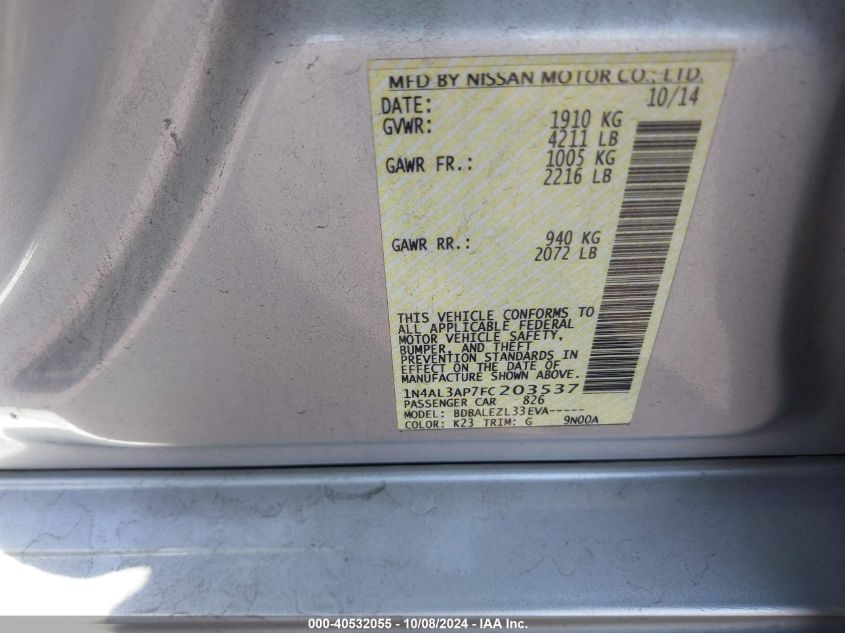 MFD BY NISSAN MOTOR CO., LTD.
DATE: 10/14
GVWR: 1910 KG
4211 LB
GAWR FR.: 1005 KG
2216 LB
GAWR RR.: 940 KG
2072 LB
THIS VEHICLE CONFORMS TO
ALL APPLICABLE FEDERAL
MOTOR VEHICLE SAFETY,
BUMPER, AND THEFT
PREVENTION STANDARDS IN
EFFECT ON THE DATE OF
MANUFACTURE SHOWN ABOVE.
1N4AL3AP7FC203537
PASSENGER CAR 826
MODEL: BDBALEZL33EVA-----
COLOR: K23 TRIM: G 9N00A
000-40532055 - 10/08/2024 - IAA Inc.